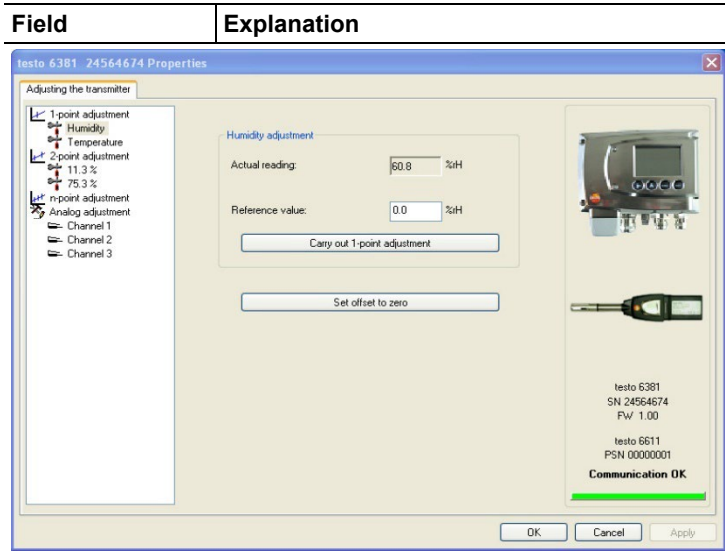 Field Explanation
testo 6381 24564674 Properties
Adjusting the transmitter
1-point adjustment
Humidity
Temperature
2-point adjustment
11.3 %
75.3 %
n-point adjustment
Analog adjustment
Channel 1
Channel 2
Channel 3
Humidity adjustment
Actual reading: 60.8 %rH
Reference value: 0.0 %rH
Carry out 1-point adjustment
Set offset to zero
testo 6381
SN 24564674
FW 1.00
testo 6611
PSN 00000001
Communication OK
OK Cancel Apply